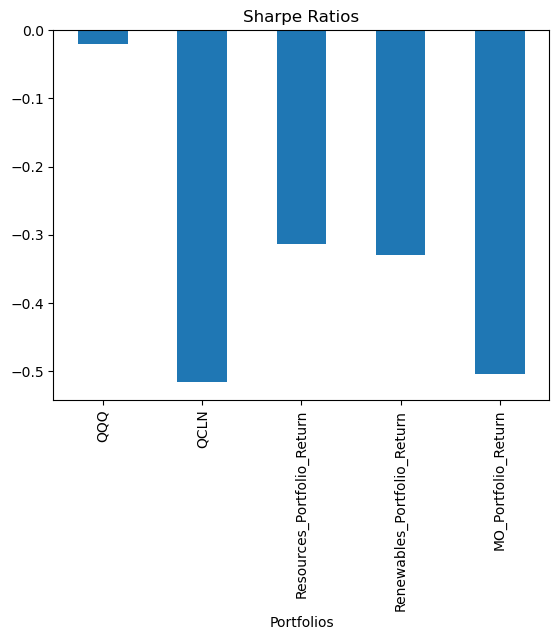 Sharpe Ratios
0.0
−0.1
−0.2
−0.3
−0.4
−0.5
QQQ
QCLN
Resources_Portfolio_Return
Renewables_Portfolio_Return
MO_Portfolio_Return
Portfolios